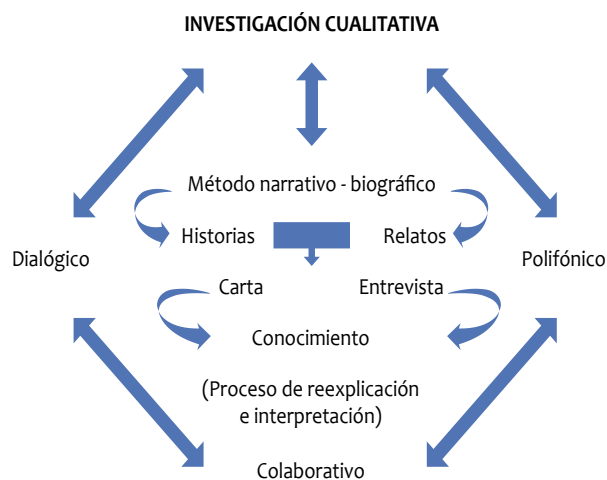 INVESTIGACIÓN CUALITATIVA
Método narrativo - biográfico
Historias
Relatos
Dialógico
Polifónico
Carta
Entrevista
Conocimiento
(Proceso de reexplicación
e interpretación)
Colaborativo